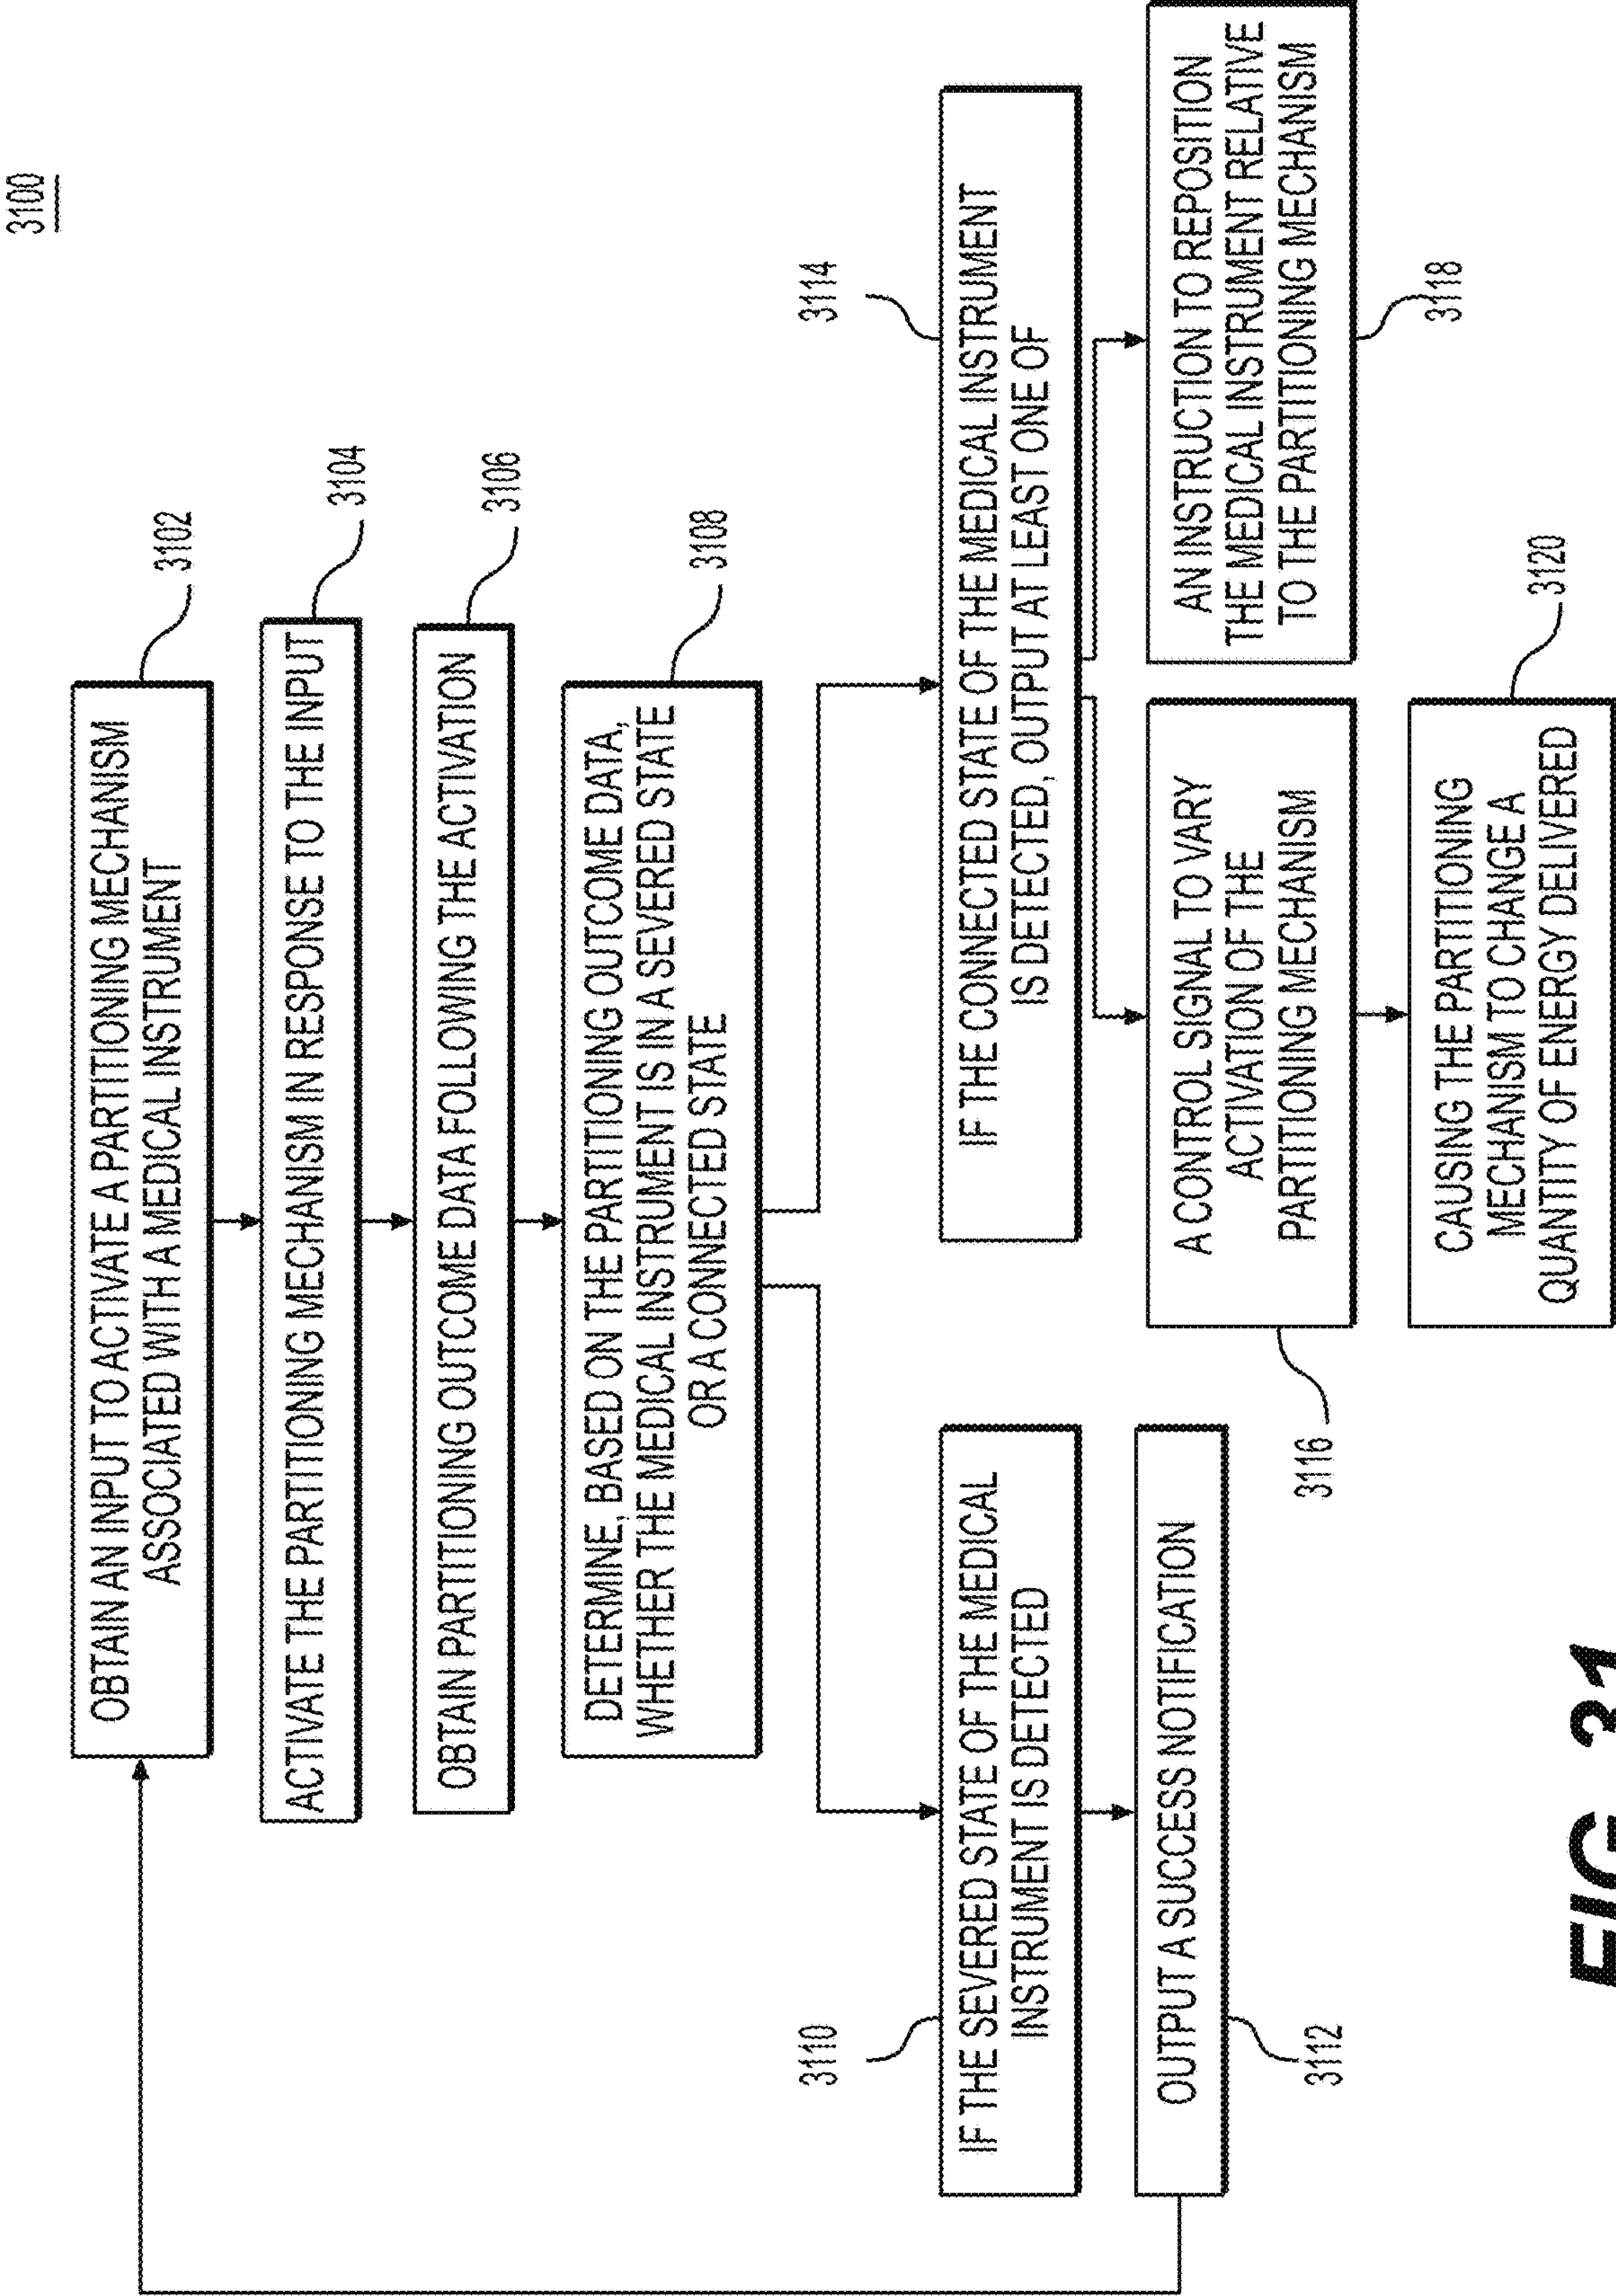 3100
OBTAIN AN INPUT TO ACTIVATE A PARTITIONING MECHANISM
ASSOCIATED WITH A MEDICAL INSTRUMENT
3102
ACTIVATE THE PARTITIONING MECHANISM IN RESPONSE TO THE INPUT
3104
OBTAIN PARTITIONING OUTCOME DATA FOLLOWING THE ACTIVATION
3106
DETERMINE, BASED ON THE PARTITIONING OUTCOME DATA,
WHETHER THE MEDICAL INSTRUMENT IS IN A SEVERED STATE
OR A CONNECTED STATE
3108
3110
IF THE SEVERED STATE OF THE MEDICAL
INSTRUMENT IS DETECTED
OUTPUT A SUCCESS NOTIFICATION
3112
3114
IF THE CONNECTED STATE OF THE MEDICAL INSTRUMENT
IS DETECTED, OUTPUT AT LEAST ONE OF
A CONTROL SIGNAL TO VARY
ACTIVATION OF THE
PARTITIONING MECHANISM
3116
AN INSTRUCTION TO REPOSITION
THE MEDICAL INSTRUMENT RELATIVE
TO THE PARTITIONING MECHANISM
3118
CAUSING THE PARTITIONING
MECHANISM TO CHANGE A
QUANTITY OF ENERGY DELIVERED
3120
FIG. 31